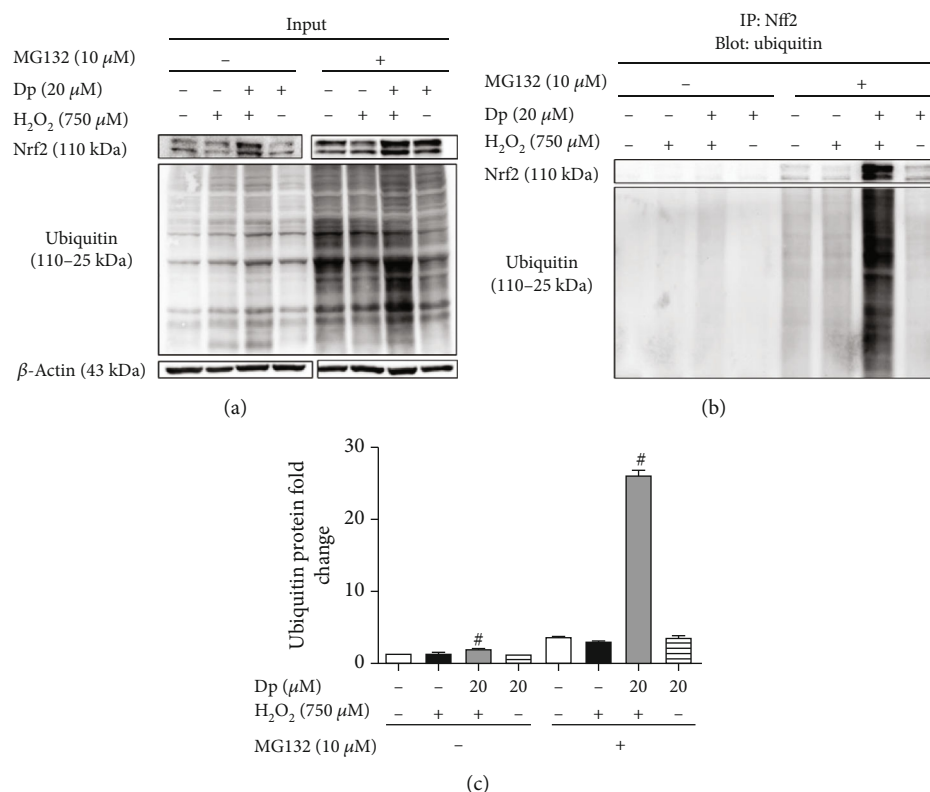 Input
MG132 (10 μM)
– +
Dp (20 μM) – – + + – – + +
H2O2 (750 μM) – + + – – + + –
Nrf2 (110 kDa)
Ubiquitin
(110–25 kDa)
β-Actin (43 kDa)
(a)
IP: Nff2
Blot: ubiquitin
MG132 (10 μM)
– +
Dp (20 μM) – – + + – – + +
H2O2 (750 μM) – + + – – + + –
Nrf2 (110 kDa)
Ubiquitin
(110–25 kDa)
(b)
Ubiquitin protein fold
change
30
20
10
0
# #
Dp (μM) – – 20 20 – – 20 20
H2O2 (750 μM) – + + – – + + –
MG132 (10 μM) – +
(c)